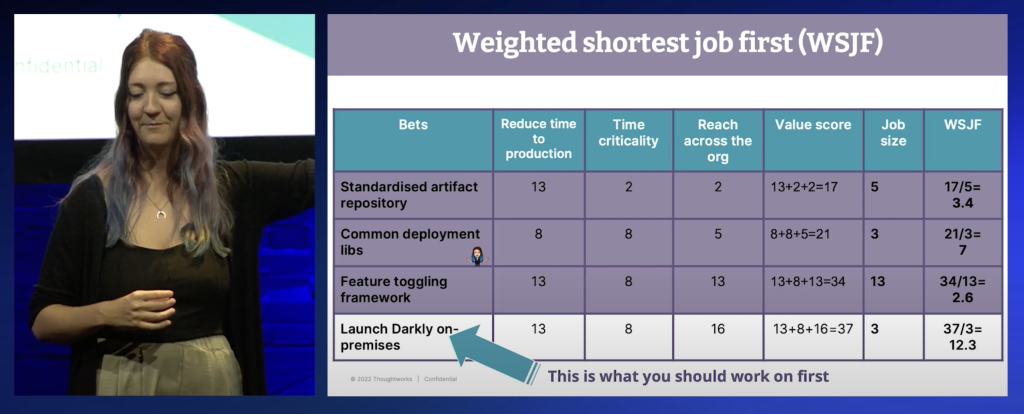 nfidential
Weighted shortest job first (WSJF)
Bets
Reduce time
to
production
Time
criticality
Reach
across the
org
Value score
Job
size
WSJF
Standardised artifact
repository
13
2
2
13+2+2=17
5
17/5=
3.4
Common deployment
libs
8
8
5
8+8+5=21
3
21/3=
7
Feature toggling
framework
13
8
13
13+8+13=34
13
34/13=
2.6
Launch Darkly on-
premises
13
8
16
13+8+16=37
3
37/3=
12.3
© 2022 Thoughtworks | Confidential
This is what you should work on first